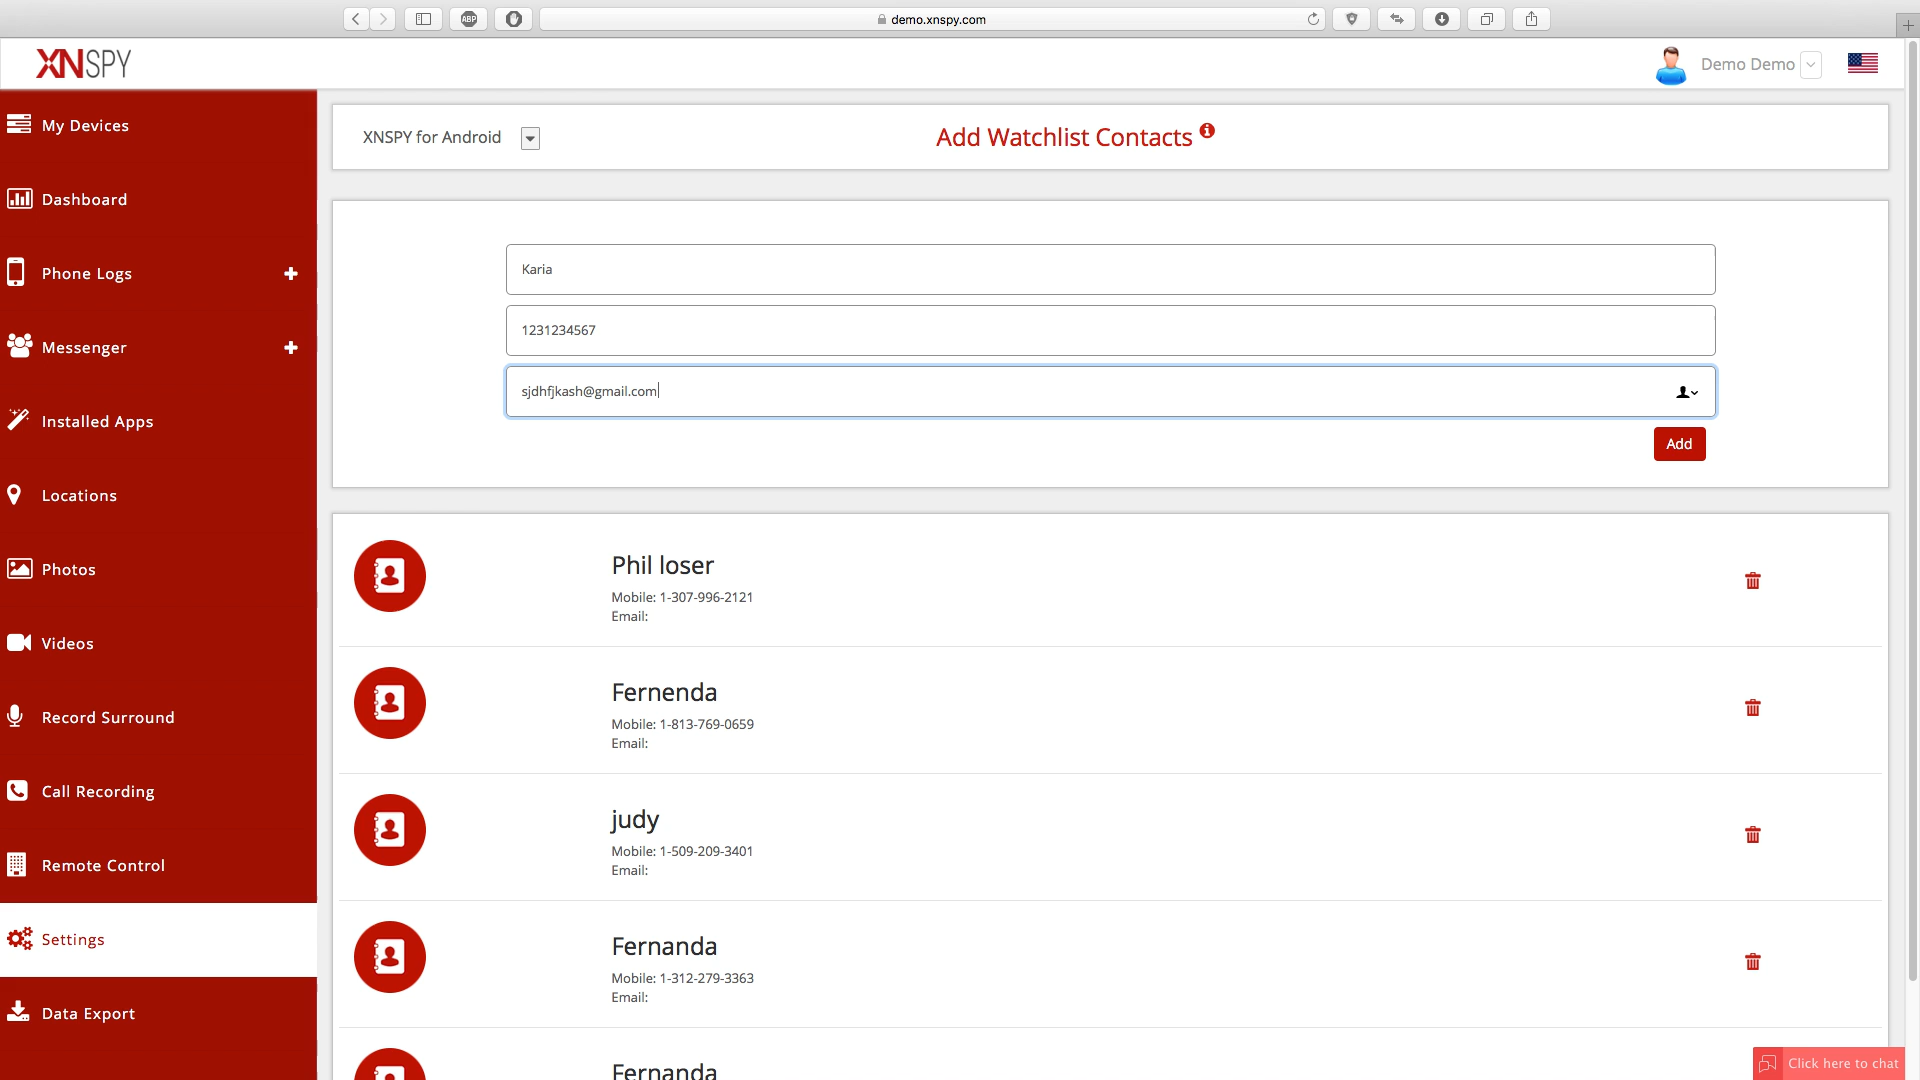 demo.xnspy.com
XNSPY
Demo Demo
My Devices
Dashboard
Phone Logs
Messenger
Installed Apps
Locations
Photos
Videos
Record Surround
Call Recording
Remote Control
Settings
Data Export
XNSPY for Android
Add Watchlist Contacts
Karia
1231234567
sjdhfjkash@gmail.com
Add
Phil loser
Mobile: 1-307-996-2121
Email:
Fernenda
Mobile: 1-813-769-0659
Email:
judy
Mobile: 1-509-209-3401
Email:
Fernanda
Mobile: 1-312-279-3363
Email:
Fernanda
Click here to chat
ABP